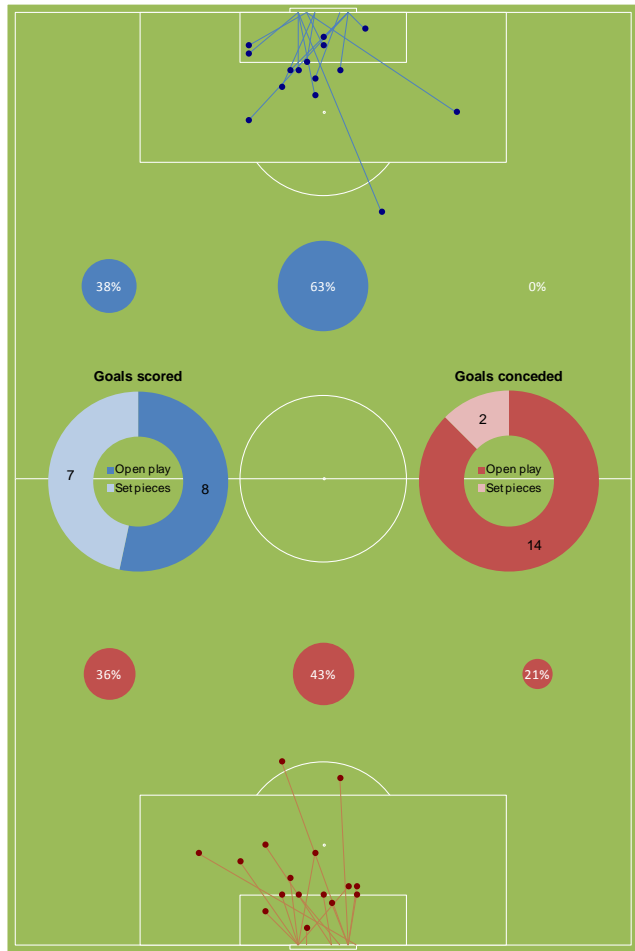 38%
63%
0%
Goals scored
Goals conceded
7
Open play
Set pieces
8
2
Open play
Set pieces
14
36%
43%
21%